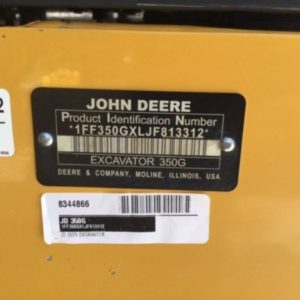 JOHN DEERE
Product Identification Number
*1FF350GXLJF813312*
EXCAVATOR 350G
DEERE & COMPANY, MOLINE, ILLINOIS, USA
8344866
JD 350G